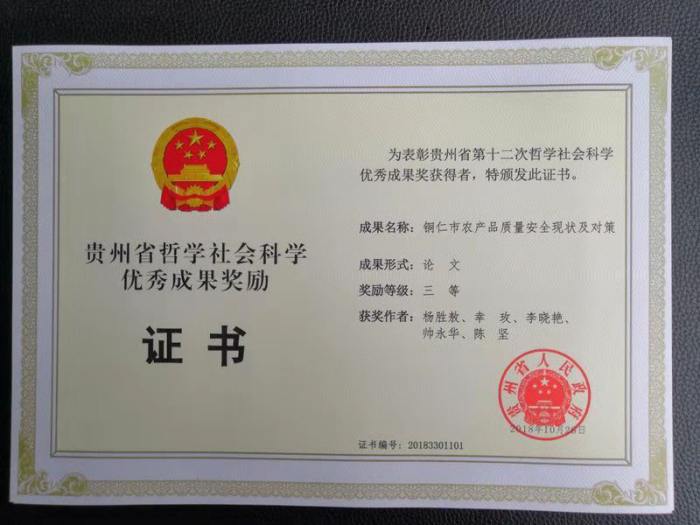 贵州省哲学社会科学
优秀成果奖励
证书
为表彰贵州省第十二次哲学社会科学
优秀成果奖获得者，特颁发此证书。
成果名称：铜仁市农产品质量安全现状及对策
成果形式：论 文
奖励等级：三 等
获奖作者：杨胜敖、幸 玫、李晓艳、
帅永华、陈 坚
贵州省人民政府
2018年10月26日
证书编号：20183301101